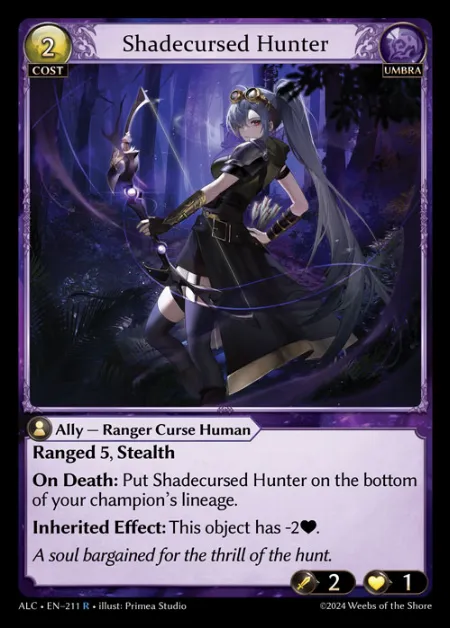 2
Shadecursed Hunter
COST
UMBRA
Ally — Ranger Curse Human
Ranged 5, Stealth
On Death: Put Shadecursed Hunter on the bottom
of your champion's lineage.
Inherited Effect: This object has -2♥.
A soul bargained for the thrill of the hunt.
2
1
ALC • EN-211 R • illust: Primea Studio
©2024 Weebs of the Shore